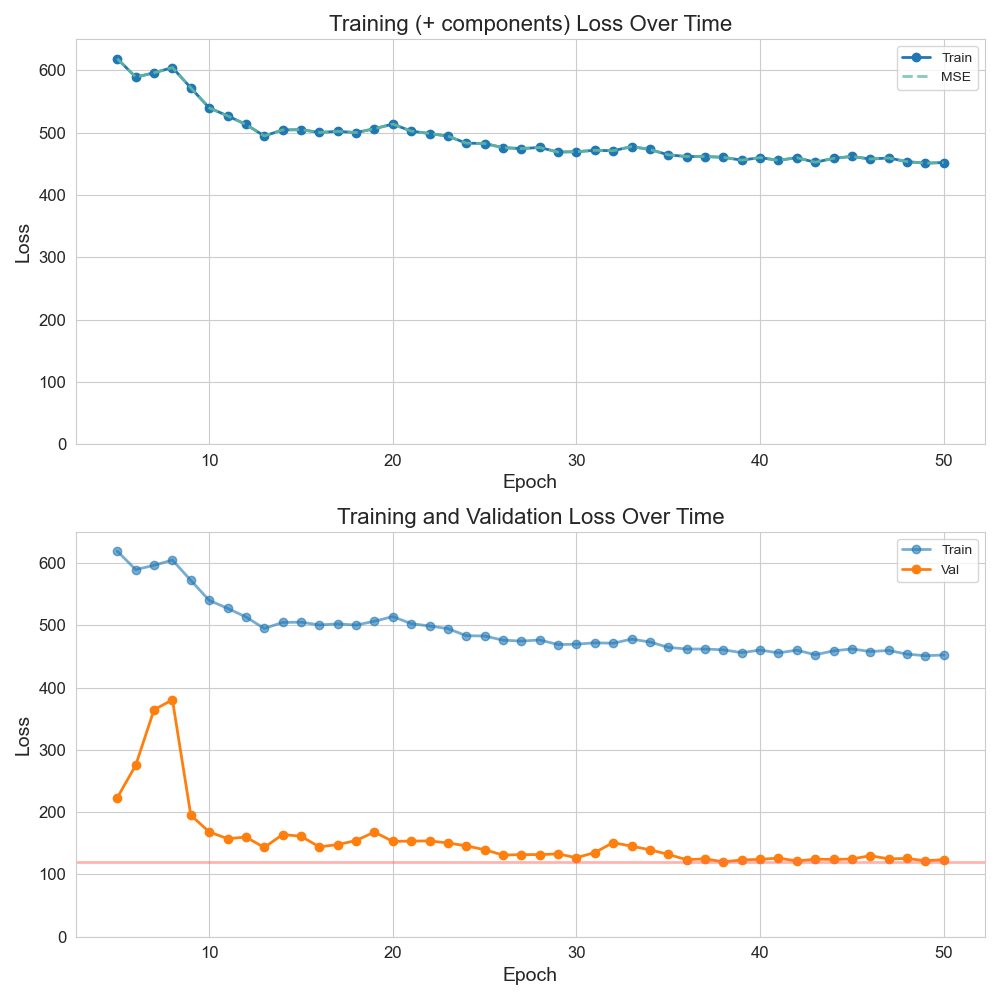 Training (+ components) Loss Over Time
Train
MSE
Loss
600
500
400
300
200
100
0
10 20 30 40 50
Epoch
Training and Validation Loss Over Time
Train
Val
Loss
600
500
400
300
200
100
0
10 20 30 40 50
Epoch